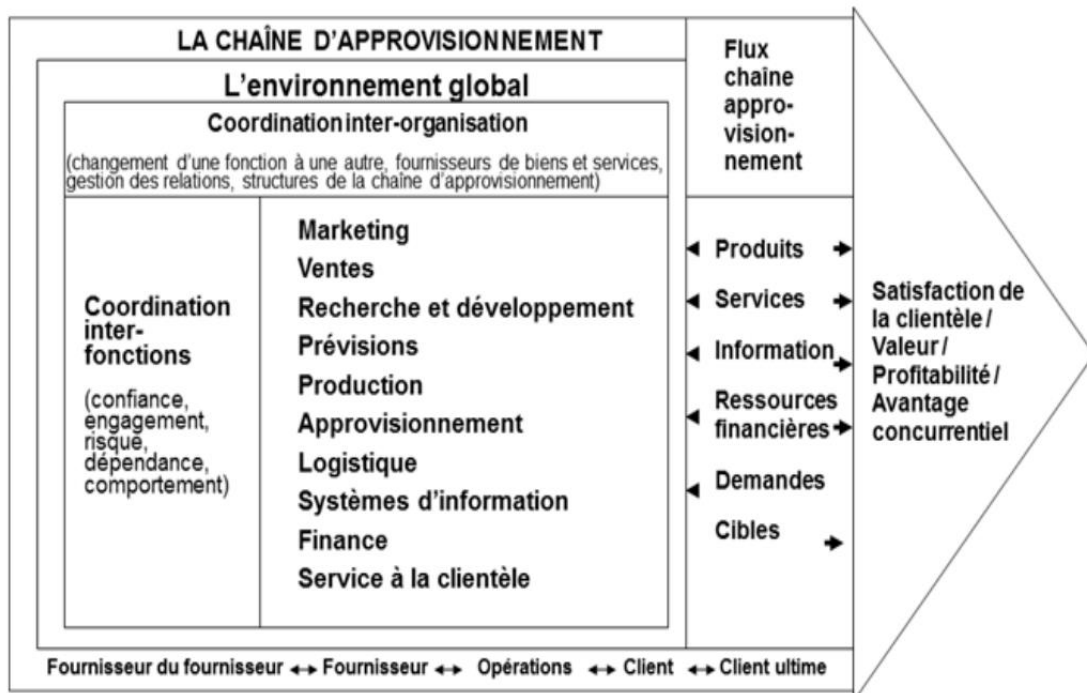 LA CHAÎNE D'APPROVISIONNEMENT
L'environnement global
Coordination inter-organisation
(changement d'une fonction à une autre, fournisseurs de biens et services,
gestion des relations, structures de la chaîne d'approvisionnement)
Coordination
inter-
fonctions
(confiance,
engagement,
risque,
dépendance,
comportement)
Marketing
Ventes
Recherche et développement
Prévisions
Production
Approvisionnement
Logistique
Systèmes d'information
Finance
Service à la clientèle
Flux
chaîne
appro-
vision-
nement
Produits
Services
Information
Ressources
financières
Demandes
Cibles
Satisfaction de
la clientèle /
Valeur /
Profitabilité /
Avantage
concurrentiel
Fournisseur du fournisseur ↔ Fournisseur ↔ Opérations ↔ Client ↔ Client ultime